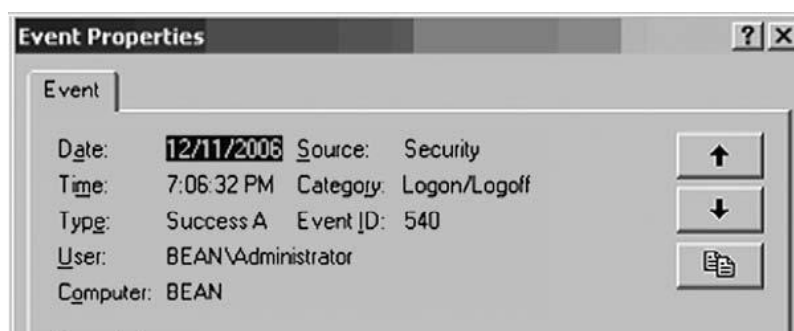 Event Properties
Event
Date: 12/11/2006 Source: Security
Time: 7:06:32 PM Category: Logon/Logoff
Type: Success A Event ID: 540
User: BEAN\Administrator
Computer: BEAN